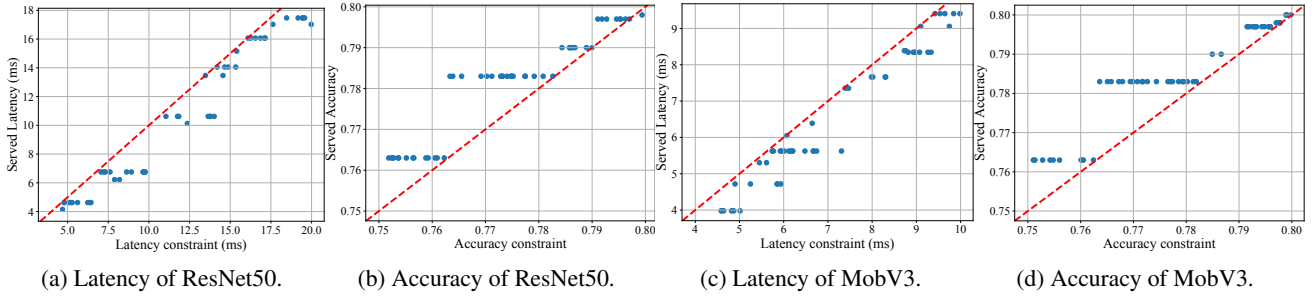 18
16
14
12
10
8
6
4
5.0 7.5 10.0 12.5 15.0 17.5 20.0
Served Latency (ms)
Latency constraint (ms)
(a) Latency of ResNet50.
0.80
0.79
0.78
0.77
0.76
0.75
0.75 0.76 0.77 0.78 0.79 0.80
Served Accuracy
Accuracy constraint
(b) Accuracy of ResNet50.
9
8
7
6
5
4
4 5 6 7 8 9 10
Served Latency (ms)
Latency constraint (ms)
(c) Latency of MobV3.
0.80
0.79
0.78
0.77
0.76
0.75
0.75 0.76 0.77 0.78 0.79 0.80
Served Accuracy
Accuracy constraint
(d) Accuracy of MobV3.